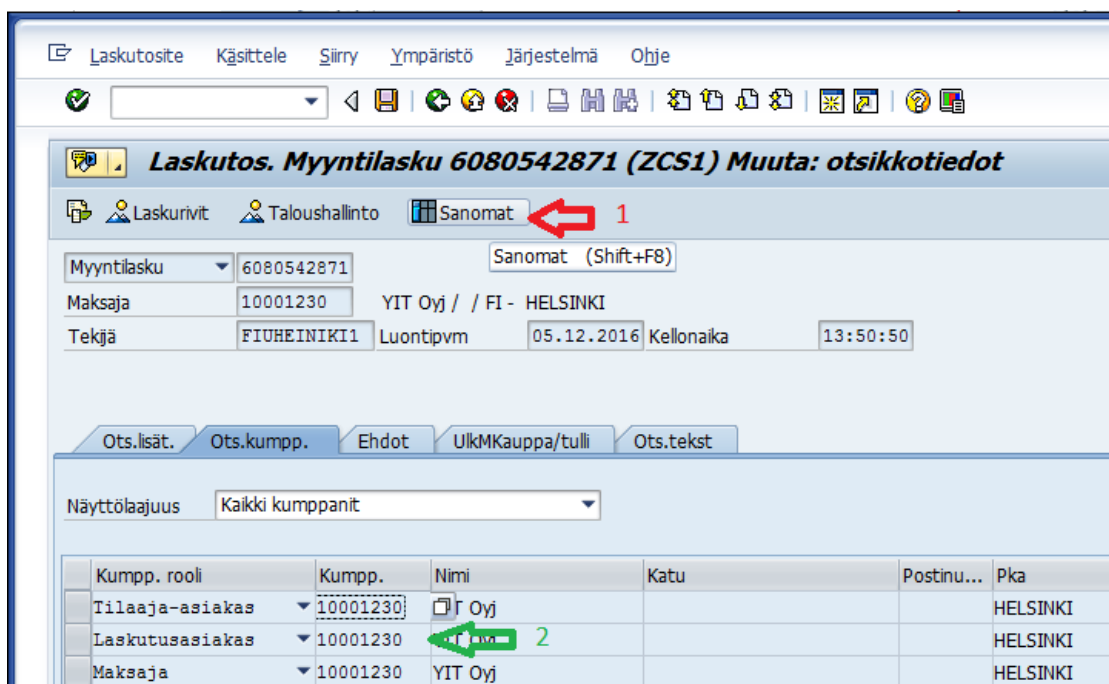 Laskutosite Käsittele Siirry Ympäristö Järjestelmä Ohje
Laskutos. Myyntilasku 6080542871 (ZCS1) Muuta: otsikkotiedot
Laskurivit Taloushallinto Sanomat 1
Sanomat (Shift+F8)
Myyntilasku 6080542871
Maksaja 10001230 YIT Oyj / / FI - HELSINKI
Tekijä FIUHEINIKI1 Luontipvm 05.12.2016 Kellonaika 13:50:50
Ots.lisät. Ots.kumpp. Ehdot UlkMKauppa/tulli Ots.tekst
Näyttölaajuus Kaikki kumppanit
Kumpp. rooli Kumpp. Nimi Katu Postinu... Pka
Tilaaja-asiakas 10001230 T Oyj HELSINKI
Laskutusasiakas 10001230 2 HELSINKI
Maksaja 10001230 YIT Oyj HELSINKI